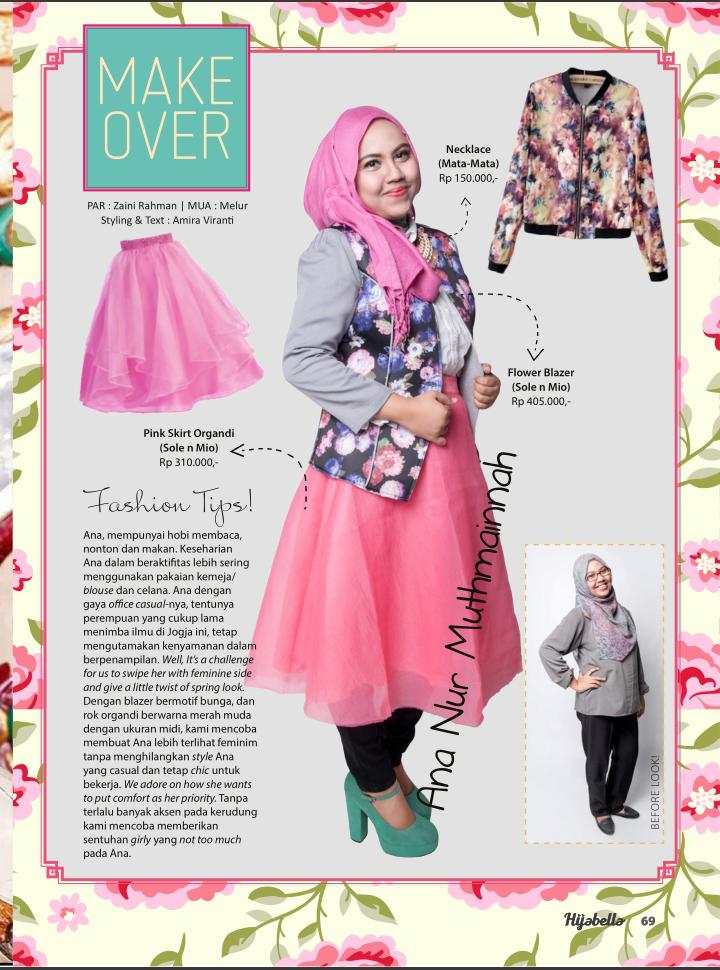 MAKE
OVER
PAR : Zaini Rahman | MUA : Melur
Styling & Text : Amira Viranti
Necklace
(Mata-Mata)
Rp 150.000,-
Flower Blazer
(Sole n Mio)
Rp 405.000,-
Pink Skirt Organdi
(Sole n Mio)
Rp 310.000,-
Fashion Tips!
Ana, mempunyai hobi membaca,
nonton dan makan. Keseharian
Ana dalam beraktifitas lebih sering
menggunakan pakaian kemeja/
blouse dan celana. Ana dengan
gaya office casual-nya, tentunya
perempuan yang cukup lama
menimba ilmu di Jogja ini, tetap
mengutamakan kenyamanan dalam
berpenampilan. Well, It's a challenge
for us to swipe her with feminine side
and give a little twist of spring look.
Dengan blazer bermotif bunga, dan
rok organdi berwarna merah muda
dengan ukuran midi, kami mencoba
membuat Ana lebih terlihat feminim
tanpa menghilangkan style Ana
yang casual dan tetap chic untuk
bekerja. We adore on how she wants
to put comfort as her priority. Tanpa
terlalu banyak aksen pada kerudung
kami mencoba memberikan
sentuhan girly yang not too much
pada Ana.
Ana Nur Muthmainnah
BEFORE LOOK!
Hijabella 69